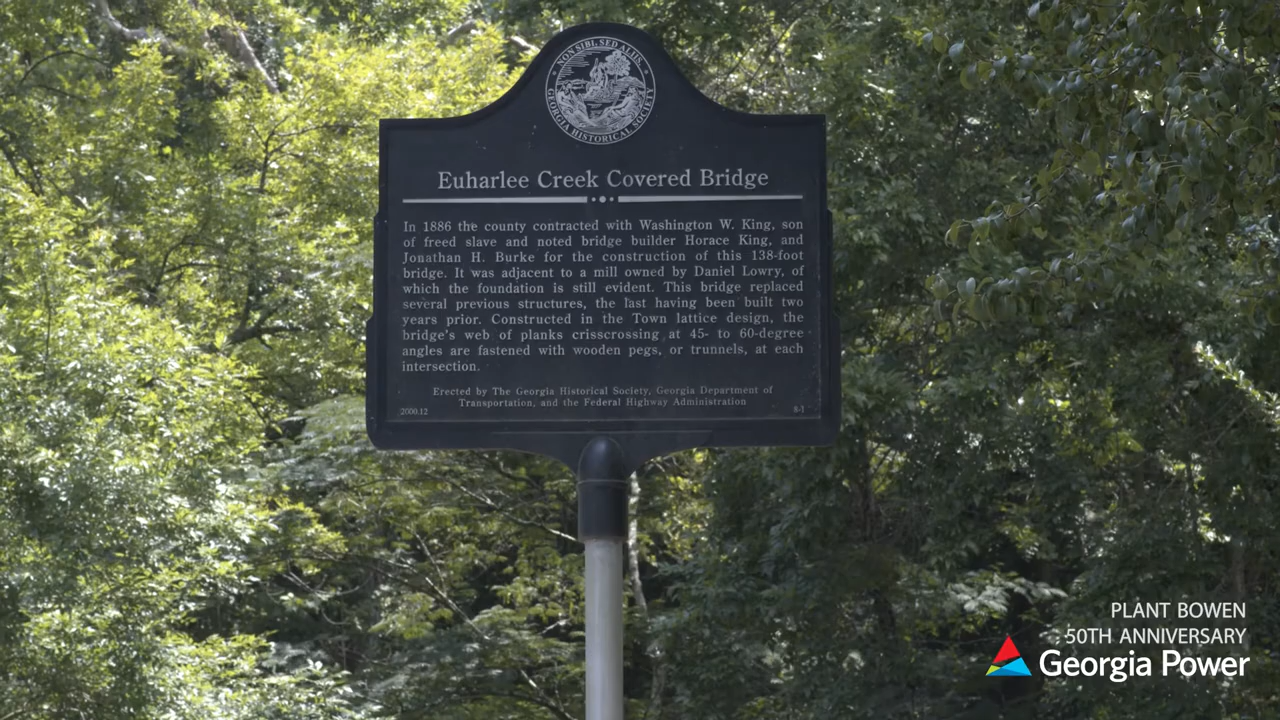 NON SIBI, SED ALIIS.
GEORGIA HISTORICAL SOCIETY
Euharlee Creek Covered Bridge
In 1886 the county contracted with Washington W. King, son
of freed slave and noted bridge builder Horace King, and
Jonathan H. Burke for the construction of this 138-foot
bridge. It was adjacent to a mill owned by Daniel Lowry, of
which the foundation is still evident. This bridge replaced
several previous structures, the last having been built two
years prior. Constructed in the Town lattice design, the
bridge's web of planks crisscrossing at 45- to 60-degree
angles are fastened with wooden pegs, or trunnels, at each
intersection.
Erected by The Georgia Historical Society, Georgia Department of
Transportation, and the Federal Highway Administration
2000.12
8-1
PLANT BOWEN
50TH ANNIVERSARY
Georgia Power